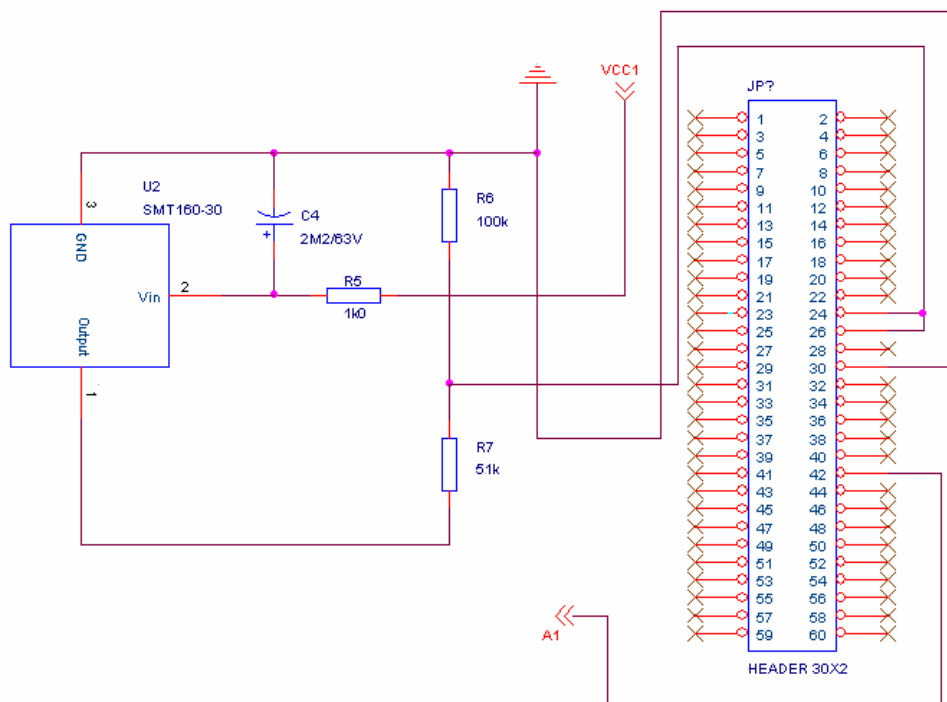 VCC1
JP?
U2
SMT160-30
3
GND
C4
2M2/63V
R6
100k
Vin
2
R5
1k0
Output
1
R7
51k
A1
1 2
3 4
5 6
7 8
9 10
11 12
13 14
15 16
17 18
19 20
21 22
23 24
25 26
27 28
29 30
31 32
33 34
35 36
37 38
39 40
41 42
43 44
45 46
47 48
49 50
51 52
53 54
55 56
57 58
59 60
HEADER 30X2